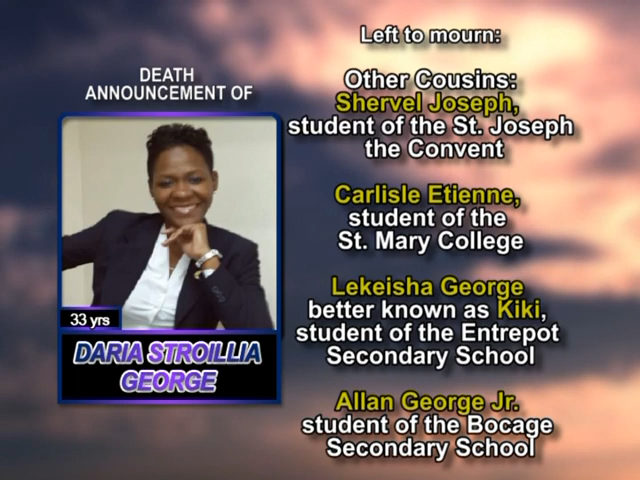 DEATH
ANNOUNCEMENT OF
33 yrs
DARIA STROILLIA
GEORGE
Left to mourn:
Other Cousins:
Shervel Joseph,
student of the St. Joseph
the Convent
Carlisle Etienne,
student of the
St. Mary College
Lekeisha George
better known as Kiki,
student of the Entrepot
Secondary School
Allan George Jr.
student of the Bocage
Secondary School